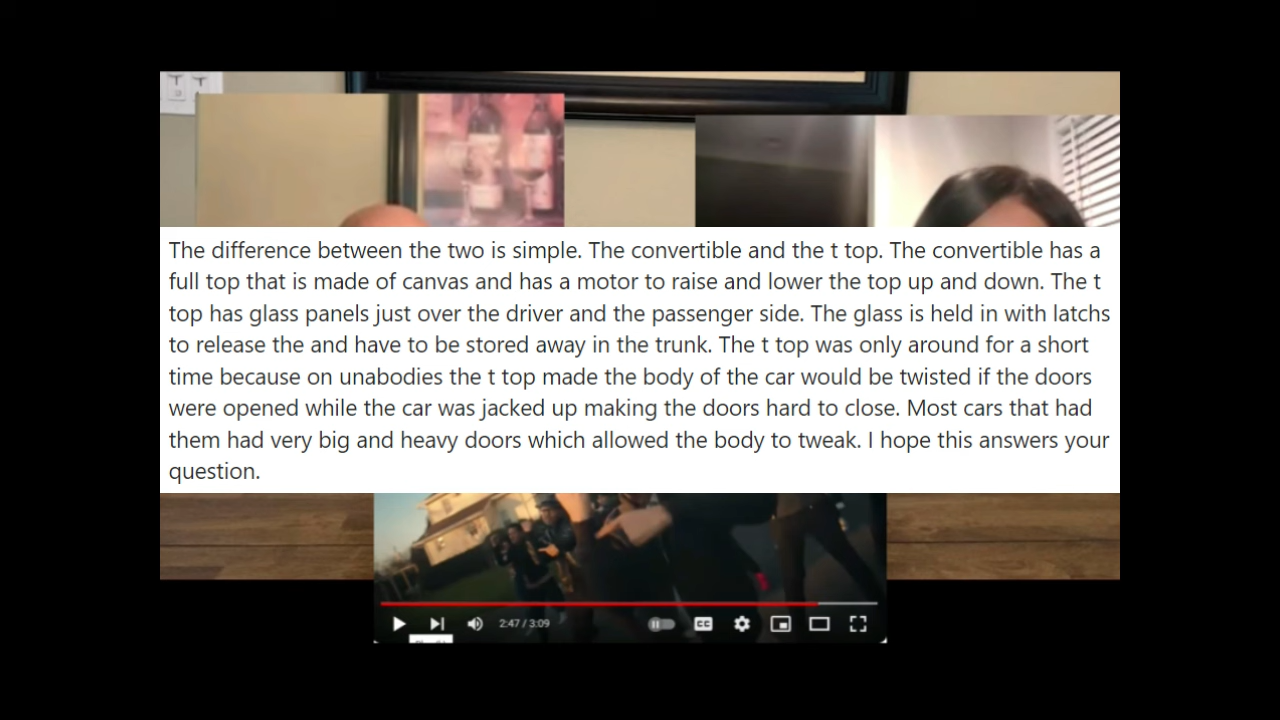 The difference between the two is simple. The convertible and the t top. The convertible has a
full top that is made of canvas and has a motor to raise and lower the top up and down. The t
top has glass panels just over the driver and the passenger side. The glass is held in with latchs
to release the and have to be stored away in the trunk. The t top was only around for a short
time because on unabodies the t top made the body of the car would be twisted if the doors
were opened while the car was jacked up making the doors hard to close. Most cars that had
them had very big and heavy doors which allowed the body to tweak. I hope this answers your
question.
2:47 / 3:09
CC